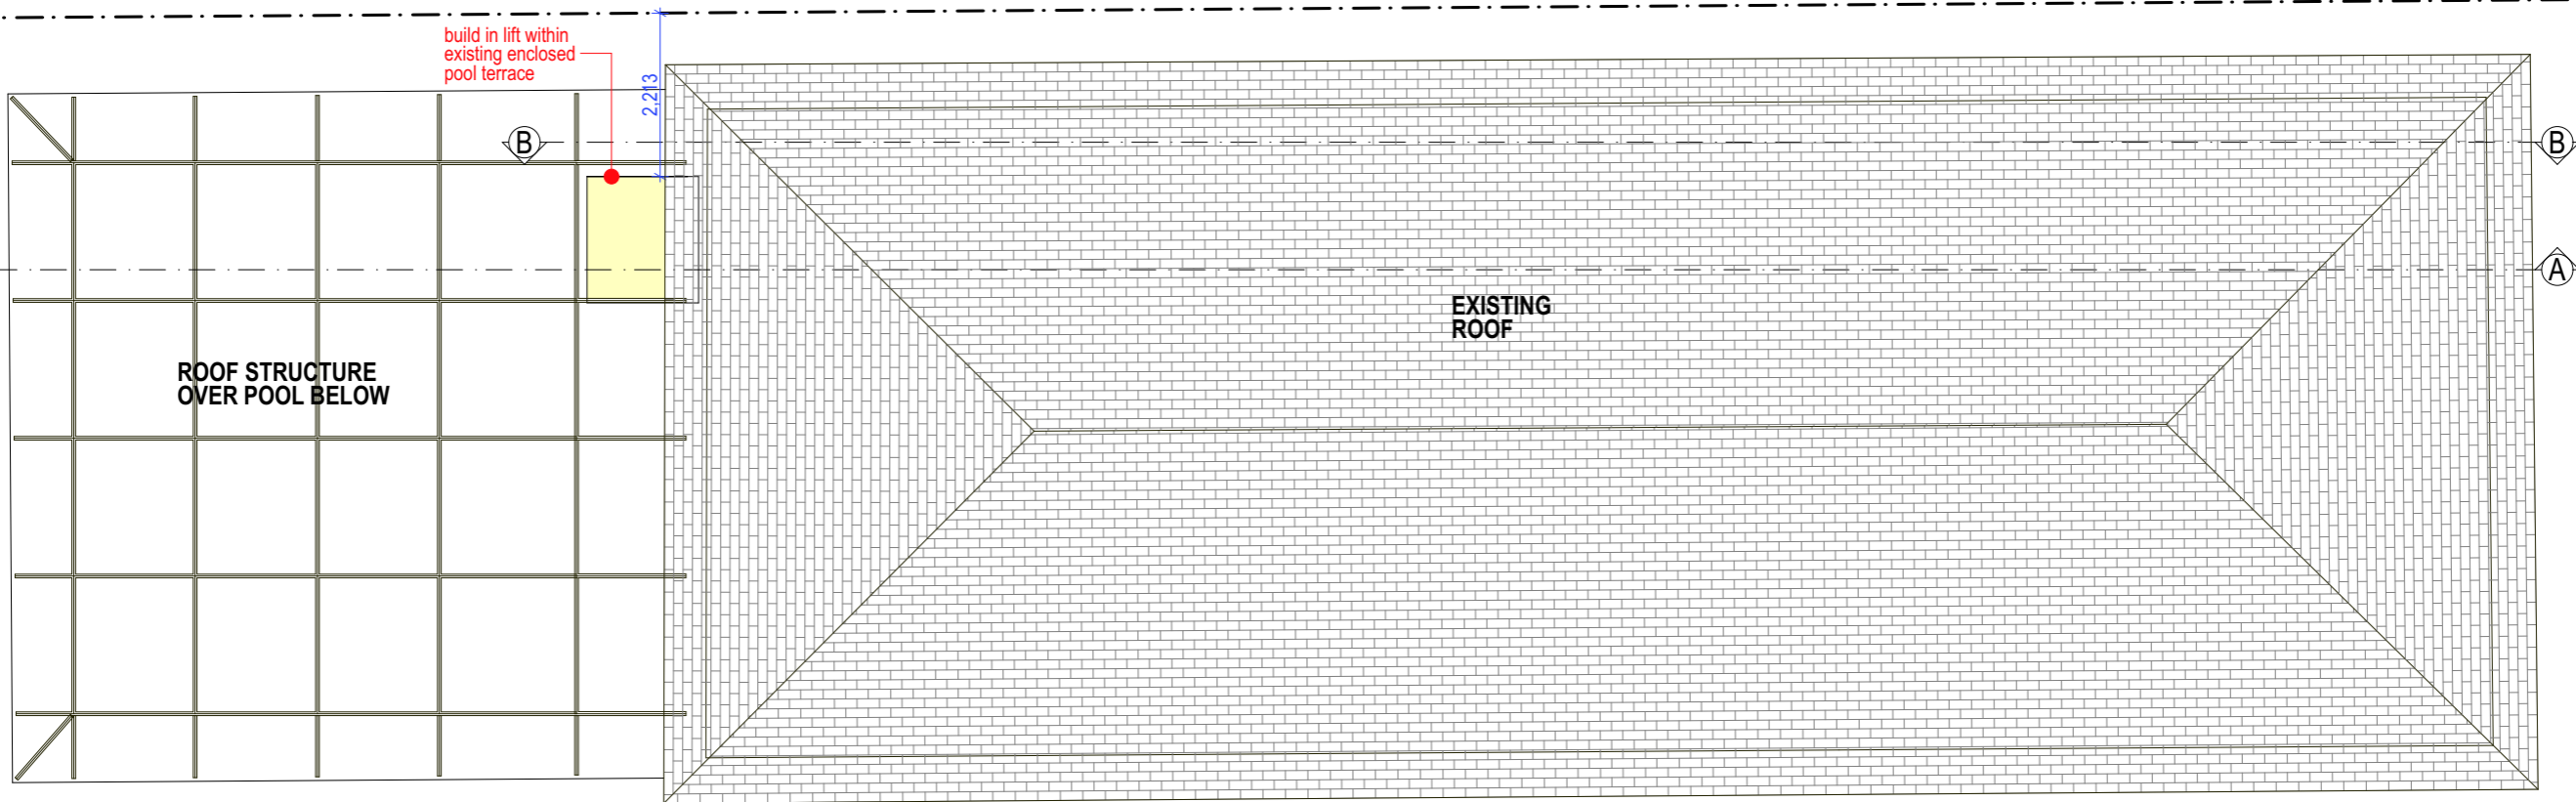 build in lift within
existing enclosed
pool terrace
2,213
B
B
A
EXISTING
ROOF
ROOF STRUCTURE
OVER POOL BELOW